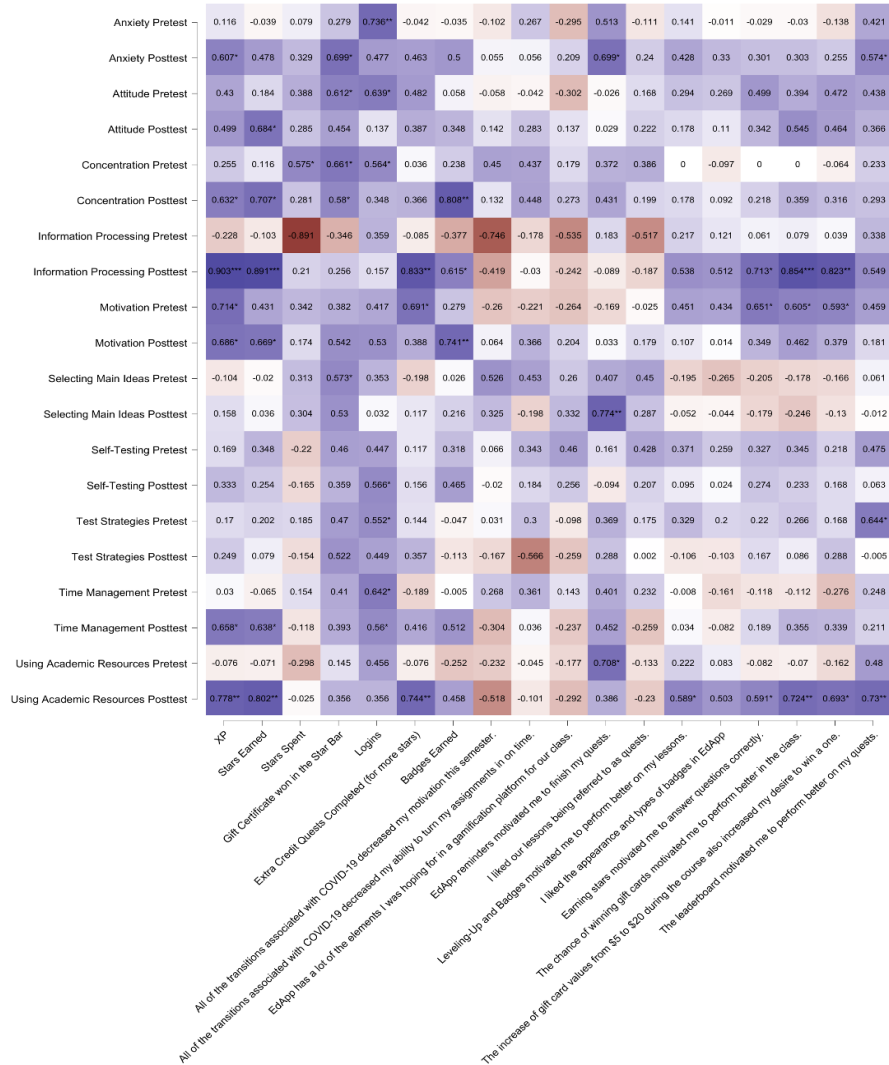 Anxiety Pretest 0.116 -0.039 0.079 0.279 0.736** -0.042 -0.035 -0.102 0.267 -0.295 0.513 -0.111 0.141 -0.011 -0.029 -0.03 -0.138 0.421
Anxiety Posttest 0.607* 0.478 0.329 0.699* 0.477 0.463 0.5 0.055 0.056 0.209 0.699* 0.24 0.428 0.33 0.301 0.303 0.255 0.574*
Attitude Pretest 0.43 0.184 0.388 0.612* 0.639* 0.482 0.058 -0.058 -0.042 -0.302 -0.026 0.168 0.294 0.269 0.499 0.394 0.472 0.438
Attitude Posttest 0.499 0.684* 0.285 0.454 0.137 0.387 0.348 0.142 0.283 0.137 0.029 0.222 0.178 0.11 0.342 0.545 0.464 0.366
Concentration Pretest 0.255 0.116 0.575* 0.661* 0.564* 0.036 0.238 0.45 0.437 0.179 0.372 0.386 0 -0.097 0 0 -0.064 0.233
Concentration Posttest 0.632* 0.707* 0.281 0.58* 0.348 0.366 0.808** 0.132 0.448 0.273 0.431 0.199 0.178 0.092 0.218 0.359 0.316 0.293
Information Processing Pretest -0.228 -0.103 -0.891 -0.346 0.359 -0.085 -0.377 -0.746 -0.178 -0.535 0.183 -0.517 0.217 0.121 0.061 0.079 0.039 0.338
Information Processing Posttest 0.903*** 0.891*** 0.21 0.256 0.157 0.833** 0.615* -0.419 -0.03 -0.242 -0.089 -0.187 0.538 0.512 0.713* 0.854*** 0.823** 0.549
Motivation Pretest 0.714* 0.431 0.342 0.382 0.417 0.691* 0.279 -0.26 -0.221 -0.264 -0.169 -0.025 0.451 0.434 0.651* 0.605* 0.593* 0.459
Motivation Posttest 0.686* 0.669* 0.174 0.542 0.53 0.388 0.741** 0.064 0.366 0.204 0.033 0.179 0.107 0.014 0.349 0.462 0.379 0.181
Selecting Main Ideas Pretest -0.104 -0.02 0.313 0.573* 0.353 -0.198 0.026 0.526 0.453 0.26 0.407 0.45 -0.195 -0.265 -0.205 -0.178 -0.166 0.061
Selecting Main Ideas Posttest 0.158 0.036 0.304 0.53 0.032 0.117 0.216 0.325 -0.198 0.332 0.774** 0.287 -0.052 -0.044 -0.179 -0.246 -0.13 -0.012
Self-Testing Pretest 0.169 0.348 -0.22 0.46 0.447 0.117 0.318 0.066 0.343 0.46 0.161 0.428 0.371 0.259 0.327 0.345 0.218 0.475
Self-Testing Posttest 0.333 0.254 -0.165 0.359 0.566* 0.156 0.465 -0.02 0.184 0.256 -0.094 0.207 0.095 0.024 0.274 0.233 0.168 0.063
Test Strategies Pretest 0.17 0.202 0.185 0.47 0.552* 0.144 -0.047 0.031 0.3 -0.098 0.369 0.175 0.329 0.2 0.22 0.266 0.168 0.644*
Test Strategies Posttest 0.249 0.079 -0.154 0.522 0.449 0.357 -0.113 -0.167 -0.566 -0.259 0.288 0.002 -0.106 -0.103 0.167 0.086 0.288 -0.005
Time Management Pretest 0.03 -0.065 0.154 0.41 0.642* -0.189 -0.005 0.268 0.361 0.143 0.401 0.232 -0.008 -0.161 -0.118 -0.112 -0.276 0.248
Time Management Posttest 0.658* 0.638* -0.118 0.393 0.56* 0.416 0.512 -0.304 0.036 -0.237 0.452 -0.259 0.034 -0.082 0.189 0.355 0.339 0.211
Using Academic Resources Pretest -0.076 -0.071 -0.298 0.145 0.456 -0.076 -0.252 -0.232 -0.045 -0.177 0.708* -0.133 0.222 0.083 -0.082 -0.07 -0.162 0.48
Using Academic Resources Posttest 0.778** 0.802** -0.025 0.356 0.356 0.744** 0.458 -0.518 -0.101 -0.292 0.386 -0.23 0.589* 0.503 0.591* 0.724** 0.693* 0.73**
XP
Stars Earned
Stars Spent
Gift Certificate won in the Star Bar
Logins
Extra Credit Quests Completed (for more stars)
Badges Earned
All of the transitions associated with COVID-19 decreased my motivation this semester.
All of the transitions associated with COVID-19 decreased my ability to turn my assignments in on time.
EdApp has a lot of the elements I was hoping for in a gamification platform for our class.
EdApp reminders motivated me to finish my quests.
I liked our lessons being referred to as quests.
Leveling-Up and Badges motivated me to perform better on my lessons.
I liked the appearance and types of badges in EdApp
Earning stars motivated me to answer questions correctly.
The chance of winning gift cards motivated me to perform better in the class.
The increase of gift card values from $5 to $20 during the course also increased my desire to win a one.
The leaderboard motivated me to perform better on my quests.